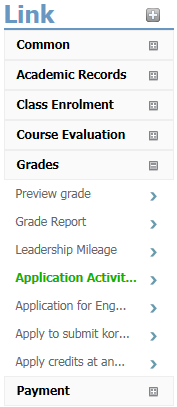 Link
Common
Academic Records
Class Enrolment
Course Evaluation
Grades
Preview grade
Grade Report
Leadership Mileage
Application Activit...
Application for Eng...
Apply to submit kor...
Apply credits at an...
Payment